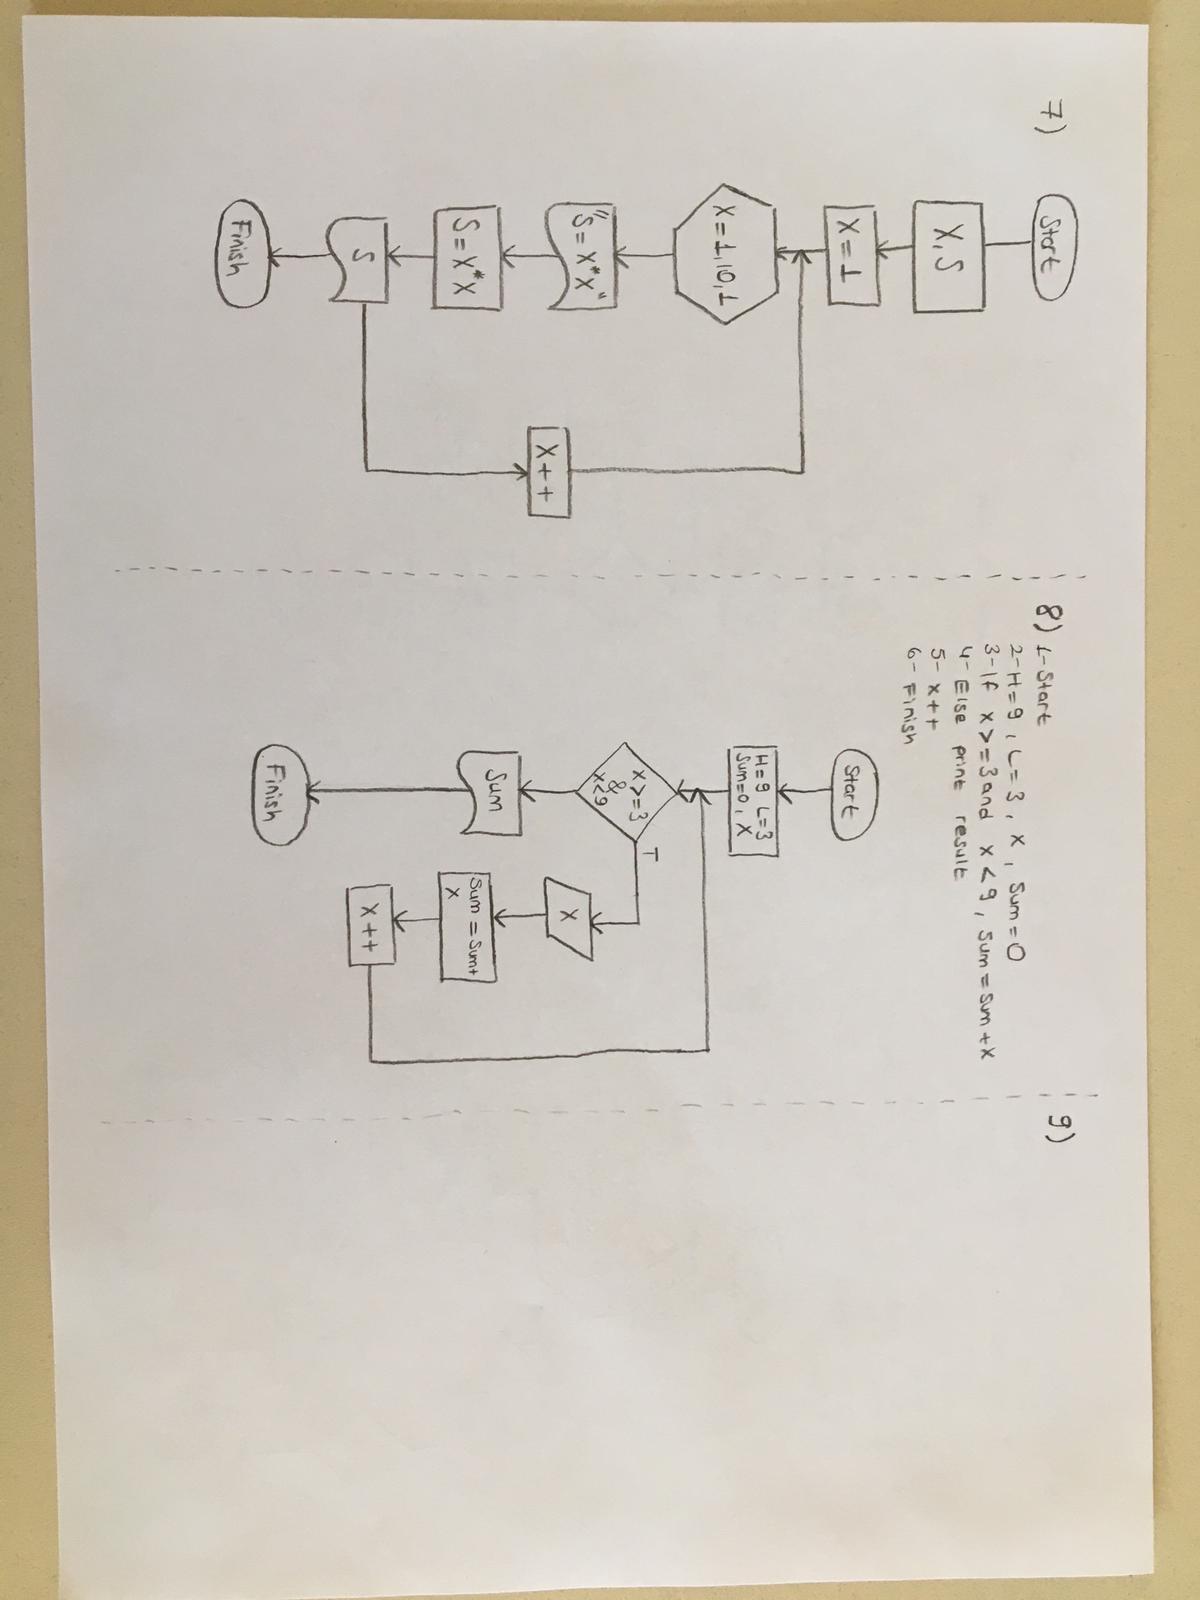 7)
Start
X, S
X=1
X=1,10,1
"S=X*X"
S=X*X
S
X++
Finish
8) 1-Start
2-H=9, L=3, X, Sum=0
3-If x>=3 and x<9, Sum=Sum+X
4- Else print result
5- x++
6- Finish
Start
H=9 L=3
Sum=0, X
x>=3
&
x<9
T
X
Sum =Sum+
X
X++
Sum
Finish
9)